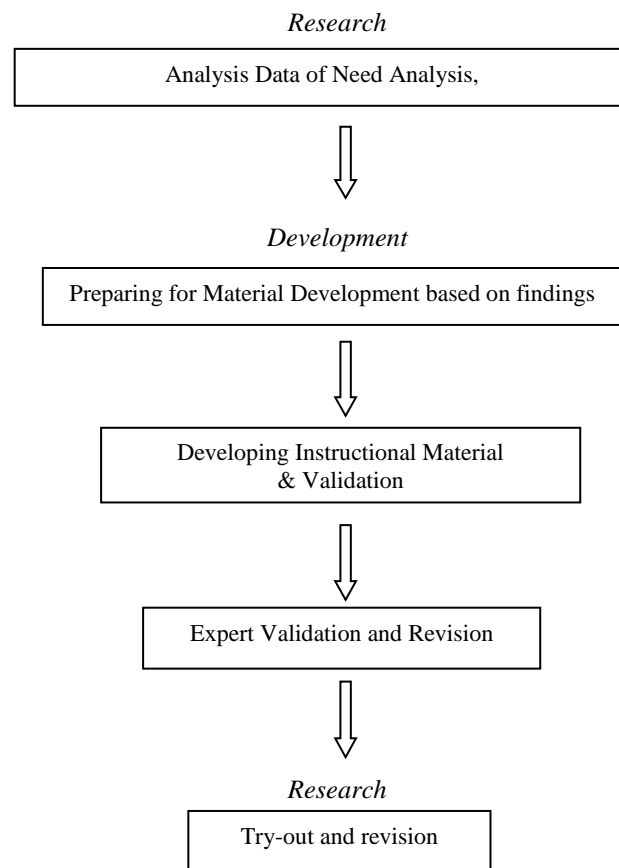 Research
Analysis Data of Need Analysis,
Development
Preparing for Material Development based on findings
Developing Instructional Material
& Validation
Expert Validation and Revision
Research
Try-out and revision